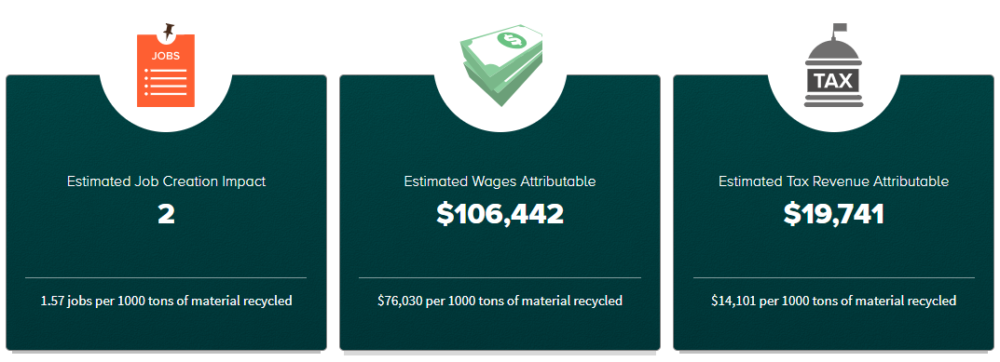 JOBS
Estimated Job Creation Impact
2
1.57 jobs per 1000 tons of material recycled
$
Estimated Wages Attributable
$106,442
$76,030 per 1000 tons of material recycled
TAX
Estimated Tax Revenue Attributable
$19,741
$14,101 per 1000 tons of material recycled